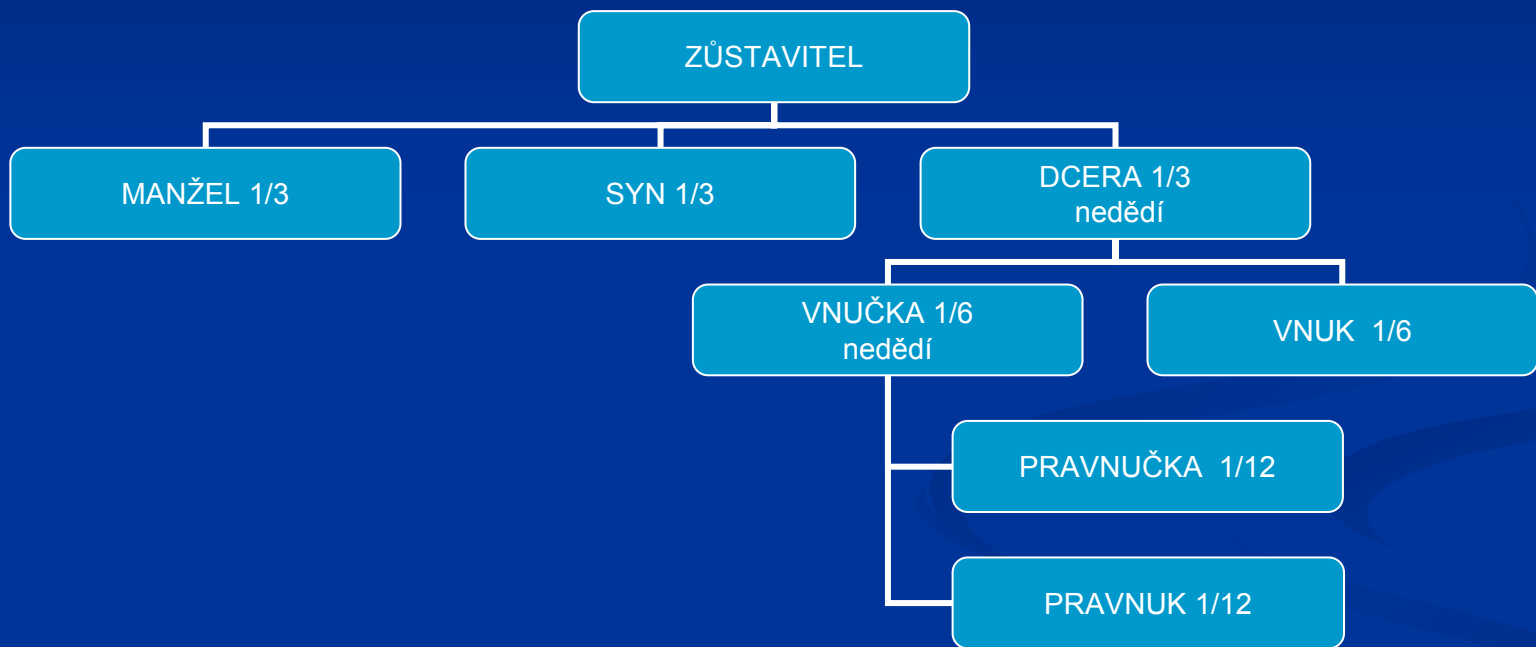 ZŮSTAVITEL
MANŽEL 1/3
SYN 1/3
DCERA 1/3
nedědí
VNUČKA 1/6
nedědí
VNUK 1/6
PRAVNUČKA 1/12
PRAVNUK 1/12